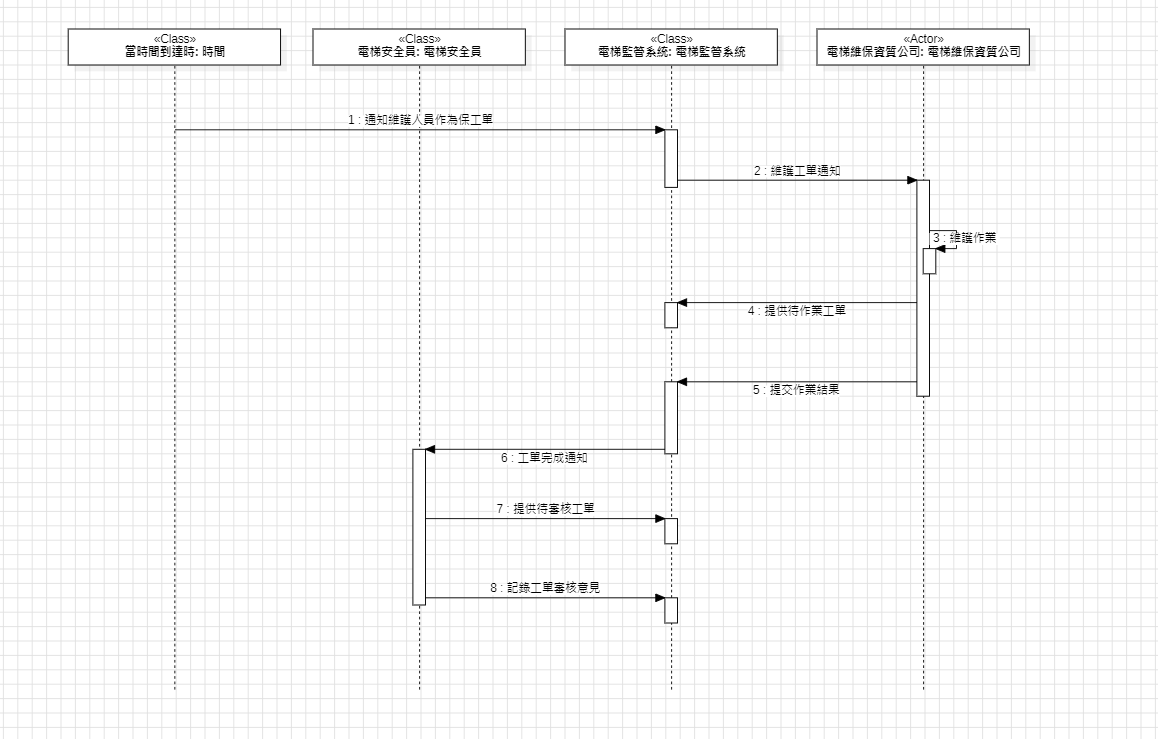 «Class»
當時間到達時: 時間
«Class»
電梯安全員: 電梯安全員
«Class»
電梯監管系統: 電梯監管系統
«Actor»
電梯維保資質公司: 電梯維保資質公司
1 : 通知維護人員作為保工單
2 : 維護工單通知
3 : 維護作業
4 : 提供待作業工單
5 : 提交作業結果
6 : 工單完成通知
7 : 提供待審核工單
8 : 記錄工單審核意見